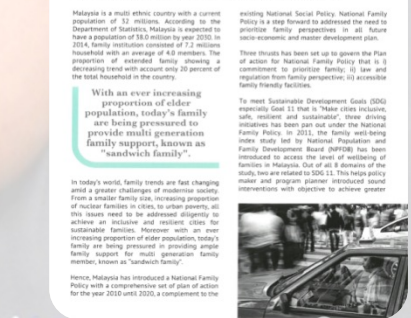 Malaysia is a multi ethnic country with a current
population of 32 millions. According to the
Department of Statistics, Malaysia is expected to
have a population of 38.0 million by year 2030. In
2014, family institution consisted of 7.2 millions
household with an average of 4.0 members. The
proportion of extended family showing a
decreasing trend with account only 20 percent of
the total household in the country.
With an ever increasing
proportion of elder
population, today's family
are being pressured to
provide multi generation
family support, known as
"sandwich family".
In today's world, family trends are fast changing
amid a greater challenges of modernise society.
From a smaller family size, increasing proportion
of nuclear families in cities, to urban poverty, all
this issues need to be addressed diligently to
achieve an inclusive and resilient cities for
sustainable families. Moreover with an ever
increasing proportion of elder population, today's
family are being pressured in providing ample
family support for multi generation family
member, known as "sandwich family".
Hence, Malaysia has introduced a National Family
Policy with a comprehensive set of plan of action
for the year 2010 until 2020, a complement to the
existing National Social Policy. National Family
Policy is a step forward to addressed the need to
prioritize family perspectives in all future
socio-economic and master development plan.
Three thrusts has been set up to govern the Plan
of action for National Family Policy that is i)
commitment to prioritize family; ii) law and
regulation from family perspective; iii) accessible
family friendly facilities.
To meet Sustainable Development Goals (SDG)
especially Goal 11 that is "Make cities inclusive,
safe, resilient and sustainable", three driving
initiatives has been pan out under the National
Family Policy. In 2011, the family well-being
index study led by National Population and
Family Development Board (NPFDB) has been
introduced to access the level of wellbeing of
families in Malaysia. Out of all 8 domains of the
study, two are related to SDG 11. This helps policy
maker and program planner introduced sound
interventions with objective to achieve greater